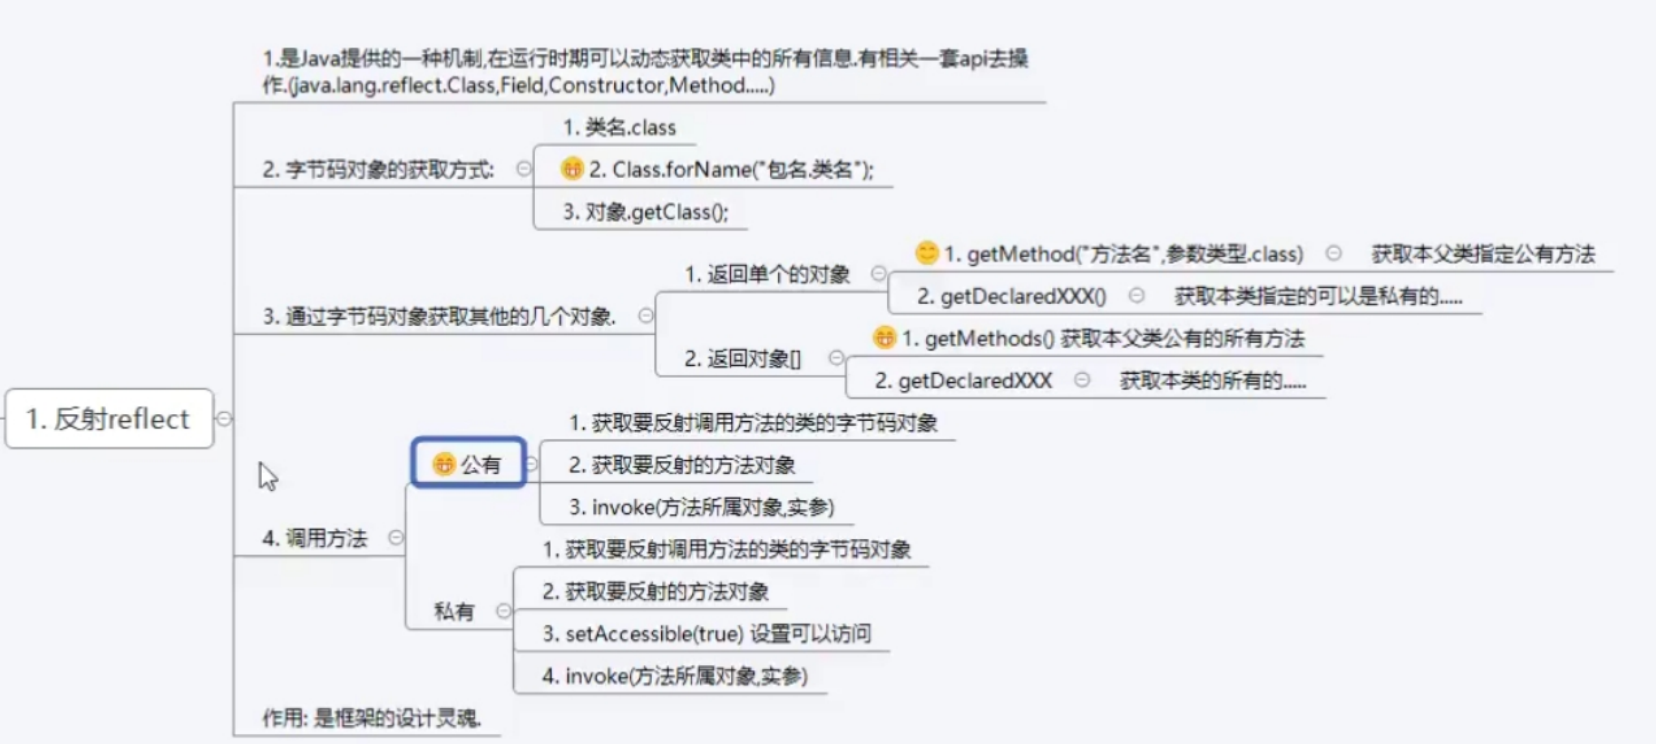 1.是Java提供的一种机制,在运行时期可以动态获取类中的所有信息.有相关一套api去操
作.(java.lang.reflect.Class,Field,Constructor,Method.....)
1. 类名.class
2. 字节码对象的获取方式:
2. Class.forName("包名.类名");
3. 对象.getClass();
1. getMethod("方法名",参数类型.class)
获取本父类指定公有方法
1. 返回单个的对象
2. getDeclaredXXX()
获取本类指定的可以是私有的.....
3. 通过字节码对象获取其他的几个对象.
1. getMethods() 获取本父类公有的所有方法
2. 返回对象[]
2. getDeclaredXXX
获取本类的所有的.....
1. 反射reflect
1. 获取要反射调用方法的类的字节码对象
公有
2. 获取要反射的方法对象
3. invoke(方法所属对象,实参)
4. 调用方法
1. 获取要反射调用方法的类的字节码对象
2. 获取要反射的方法对象
私有
3. setAccessible(true) 设置可以访问
4. invoke(方法所属对象,实参)
作用: 是框架的设计灵魂.